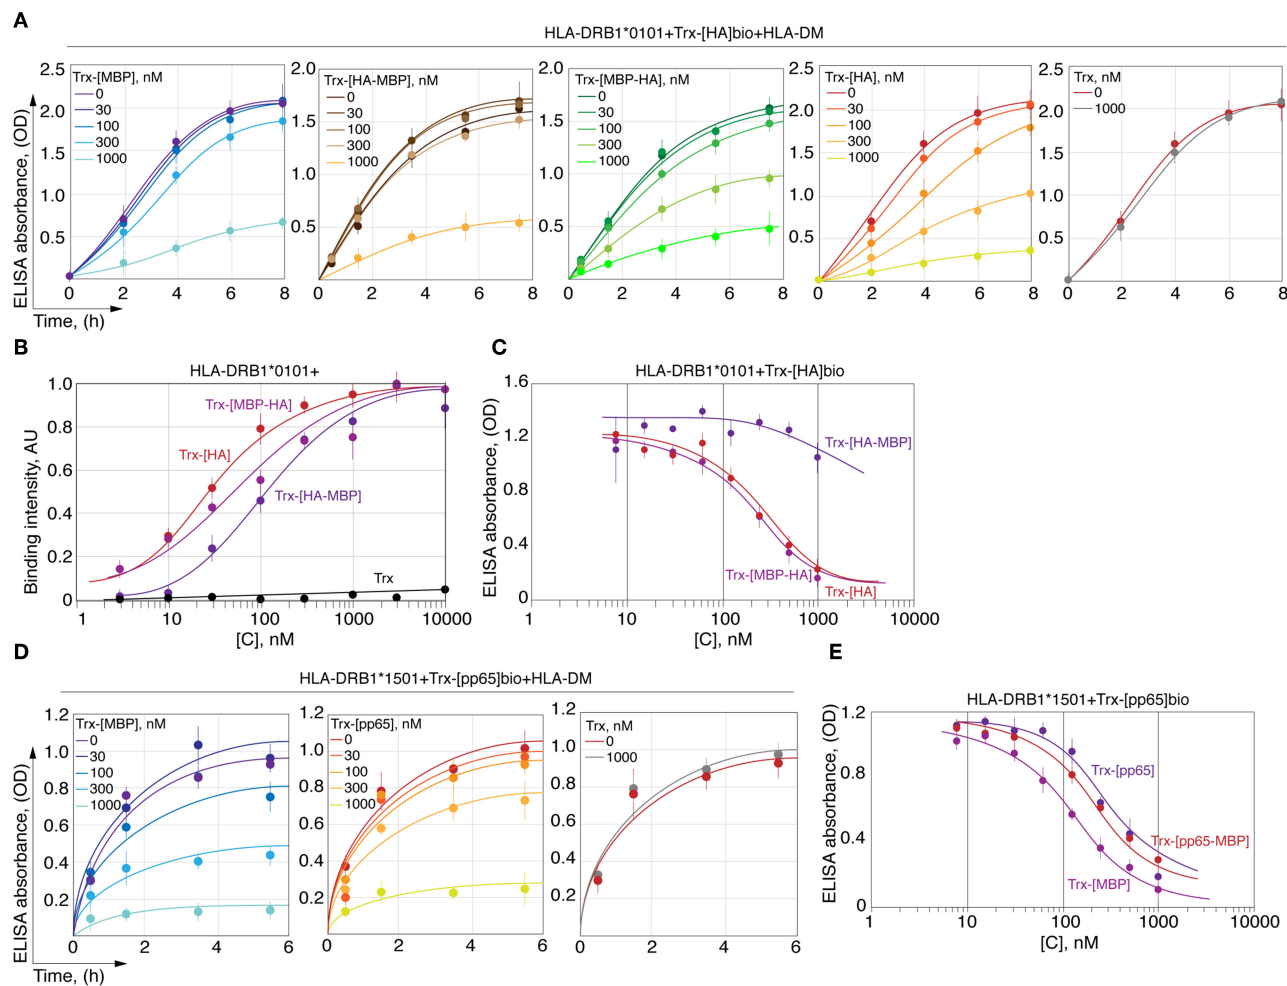 A
HLA-DRB1*0101+Trx-[HA]bio+HLA-DM
ELISA absorbance, (OD)
Time, (h)
Trx-[MBP], nM
0
30
100
300
1000
2.5
2.0
1.5
1.0
0.5
0 2 4 6 8
Trx-[HA-MBP], nM
0
30
100
300
1000
2.0
1.5
1.0
0.5
0 2 4 6 8
Trx-[MBP-HA], nM
0
30
100
300
1000
2.0
1.5
1.0
0.5
0 2 4 6 8
Trx-[HA], nM
0
30
100
300
1000
2.5
2.0
1.5
1.0
0.5
0 2 4 6 8
Trx, nM
0
1000
2.5
2.0
1.5
1.0
0.5
0 2 4 6 8
B
HLA-DRB1*0101+
Binding intensity, AU
1.0
0.8
0.6
0.4
0.2
0
Trx-[MBP-HA]
Trx-[HA]
Trx-[HA-MBP]
Trx
1 10 100 1000 10000
[C], nM
C
HLA-DRB1*0101+Trx-[HA]bio
ELISA absorbance, (OD)
1.6
1.2
0.8
0.4
0
Trx-[HA-MBP]
Trx-[MBP-HA]
Trx-[HA]
1 10 100 1000 10000
[C], nM
D
HLA-DRB1*1501+Trx-[pp65]bio+HLA-DM
ELISA absorbance, (OD)
Time, (h)
Trx-[MBP], nM
0
30
100
300
1000
1.2
1.0
0.8
0.6
0.4
0.2
0 2 4 6
Trx-[pp65], nM
0
30
100
300
1000
1.2
1.0
0.8
0.6
0.4
0.2
0 2 4 6
Trx, nM
0
1000
1.2
1.0
0.8
0.6
0.4
0.2
0 2 4 6
E
HLA-DRB1*1501+Trx-[pp65]bio
ELISA absorbance, (OD)
1.2
0.8
0.4
0
Trx-[pp65]
Trx-[pp65-MBP]
Trx-[MBP]
1 10 100 1000 10000
[C], nM